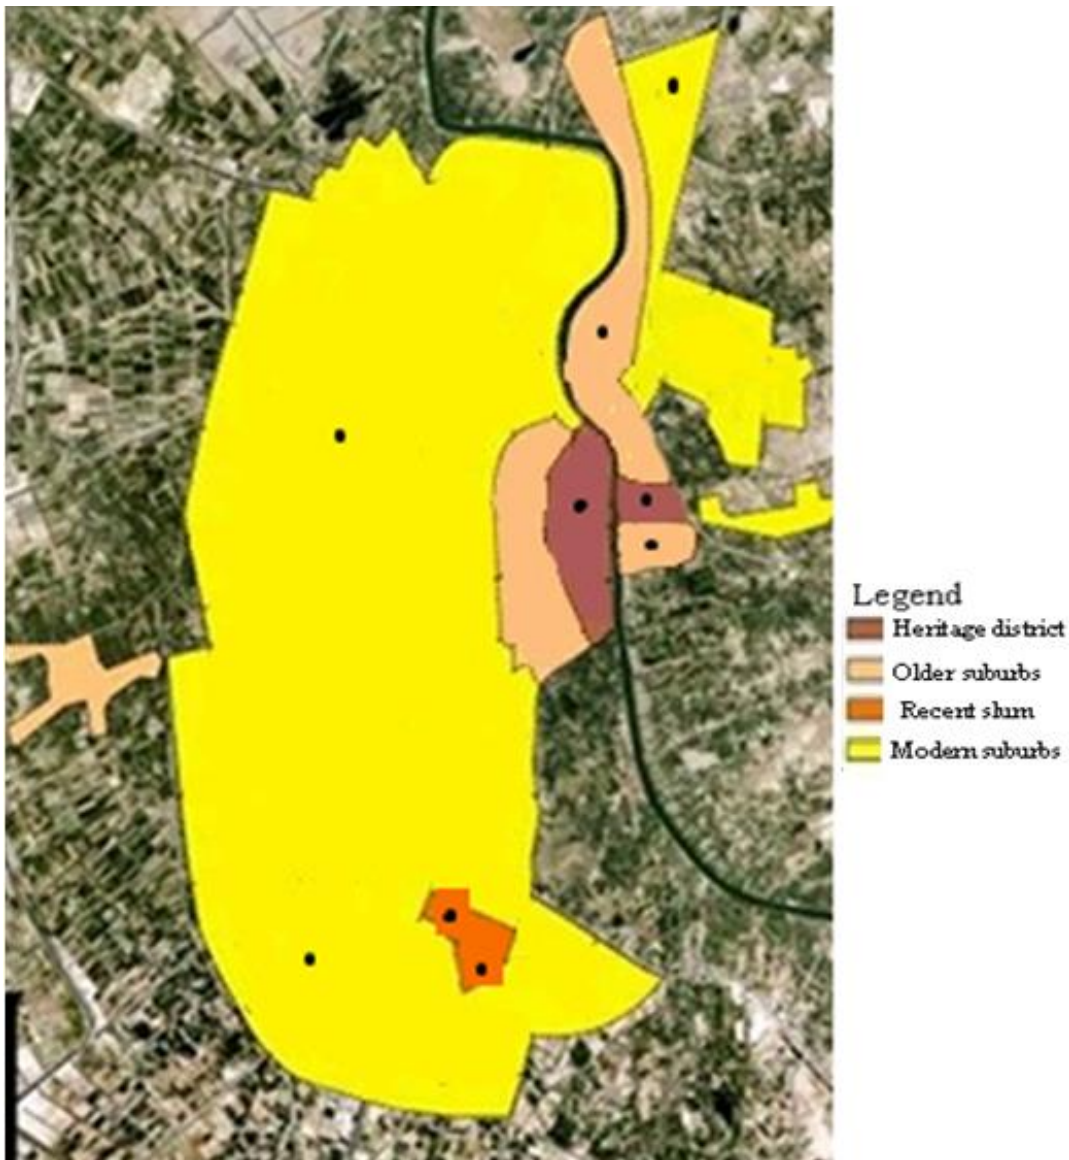 Legend
Heritage district
Older suburbs
Recent slum
Modern suburbs